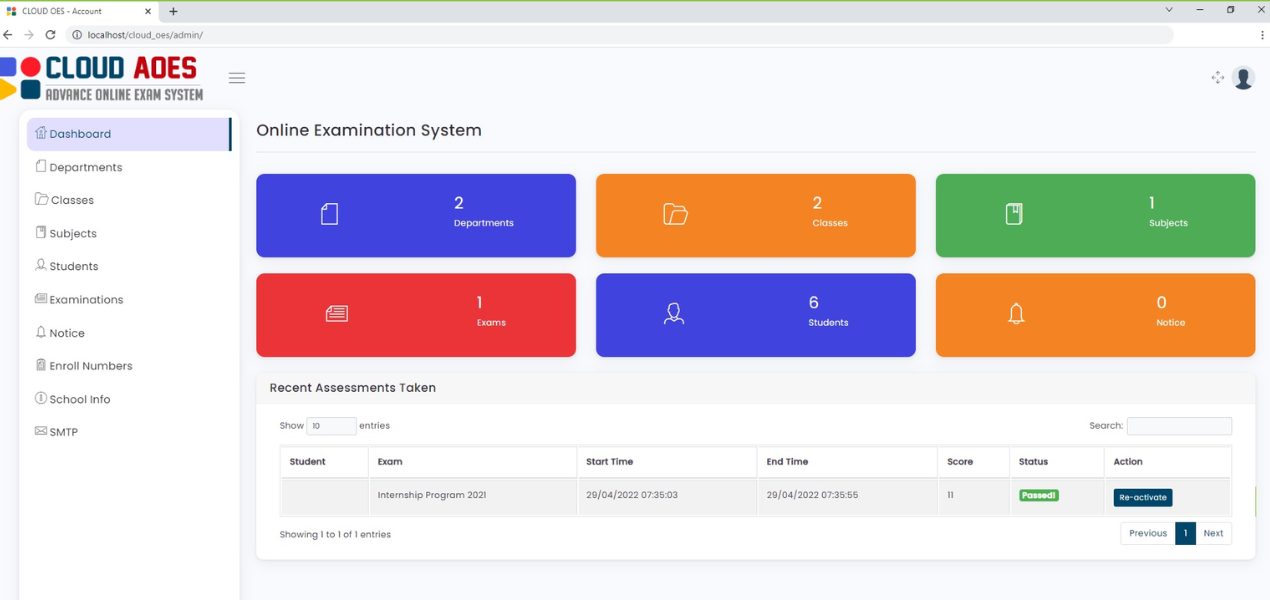 CLOUD OES - Account
localhost/cloud_oes/admin/
CLOUD AOES
ADVANCE ONLINE EXAM SYSTEM
Dashboard
Departments
Classes
Subjects
Students
Examinations
Notice
Enroll Numbers
School Info
SMTP
Online Examination System
2
Departments
2
Classes
1
Subjects
1
Exams
6
Students
0
Notice
Recent Assessments Taken
Show 10 entries Search:
Student Exam Start Time End Time Score Status Action
Internship Program 2021 29/04/2022 07:35:03 29/04/2022 07:35:55 11 Passed! Re-activate
Showing 1 to 1 of 1 entries Previous 1 Next